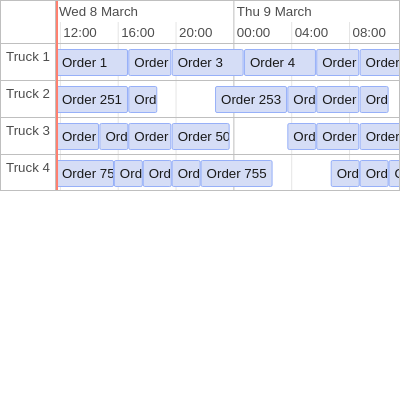 Wed 8 March Thu 9 March
12:00 16:00 20:00 00:00 04:00 08:00
Truck 1 Order 1 Order Order 3 Order 4 Order Order
Truck 2 Order 251 Ord Order 253 Ord Order Ord
Truck 3 Order Ord Order Order 50 Ord Order Order
Truck 4 Order 75 Ord Ord Ord Order 755 Ord Ord